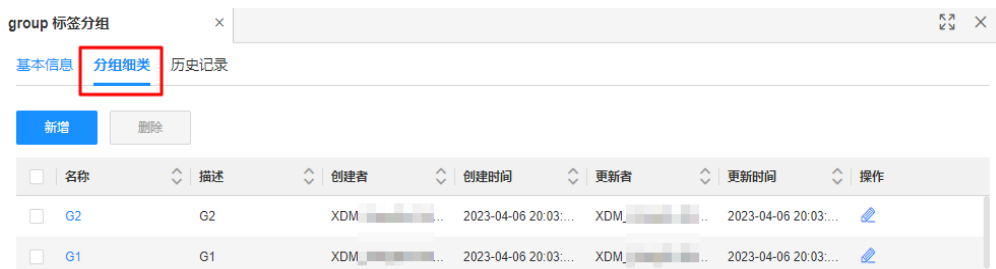 group 标签分组
基本信息 分组细类 历史记录
新增 删除
名称 描述 创建者 创建时间 更新者 更新时间 操作
G2 G2 XDM ... 2023-04-06 20:03:... XDM_ .. 2023-04-06 20:03:...
G1 G1 XDM_ ... 2023-04-06 20:03:... XDM_ ... 2023-04-06 20:03:...